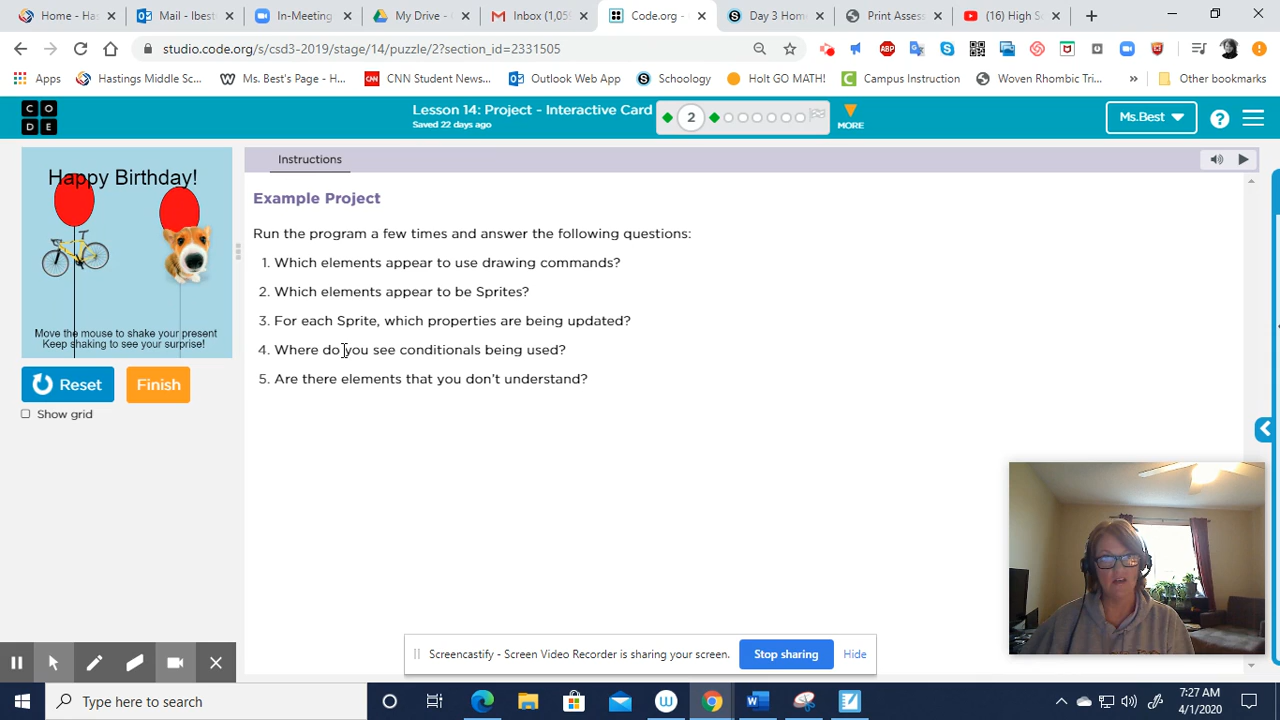 Home - Ha:
Mail - lbest
In-Meeting
My Drive -
Inbox (1,05
Code.org -
Day 3 Hom
Print Assess
(16) High Sc
studio.code.org/s/csd3-2019/stage/14/puzzle/2?section_id=2331505
Apps
Hastings Middle Sc...
Ms. Best's Page - H...
CNN Student News...
Outlook Web App
Schoology
Holt GO MATH!
Campus Instruction
Woven Rhombic Tri...
Other bookmarks
CO
DE
Lesson 14: Project - Interactive Card
Saved 22 days ago
2
MORE
Ms.Best
Happy Birthday!
Move the mouse to shake your present
Keep shaking to see your surprise!
Reset
Finish
Show grid
Instructions
Example Project
Run the program a few times and answer the following questions:
1. Which elements appear to use drawing commands?
2. Which elements appear to be Sprites?
3. For each Sprite, which properties are being updated?
4. Where do you see conditionals being used?
5. Are there elements that you don't understand?
Screencastify - Screen Video Recorder is sharing your screen.
Stop sharing
Hide
Type here to search
7:27 AM
4/1/2020